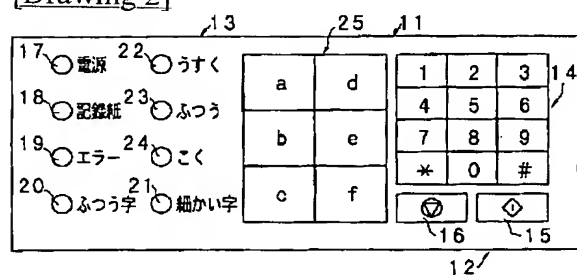 [Drawing 2]
13 25 11
17 電源 22 うすく
18 記録紙 23 ふつう
19 エラー 24 こく
20 ふつう字 21 細かい字
a d
b e
c f
1 2 3 14
4 5 6
7 8 9
* 0 #
16 15
12